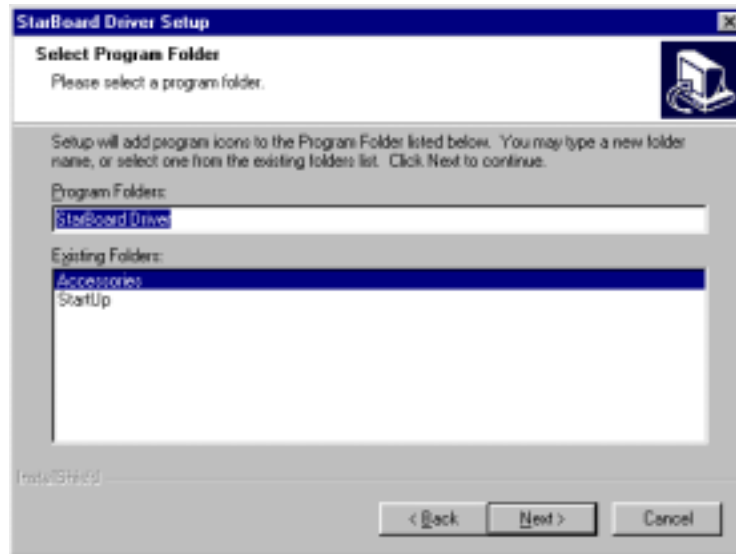 StarBoard Driver Setup
Select Program Folder
Please select a program folder.
Setup will add program icons to the Program Folder listed below. You may type a new folder
name, or select one from the existing folders list. Click Next to continue.
Program Folders:
StarBoard Driver
Existing Folders:
Accessories
StartUp
InstallShield
< Back
Next >
Cancel